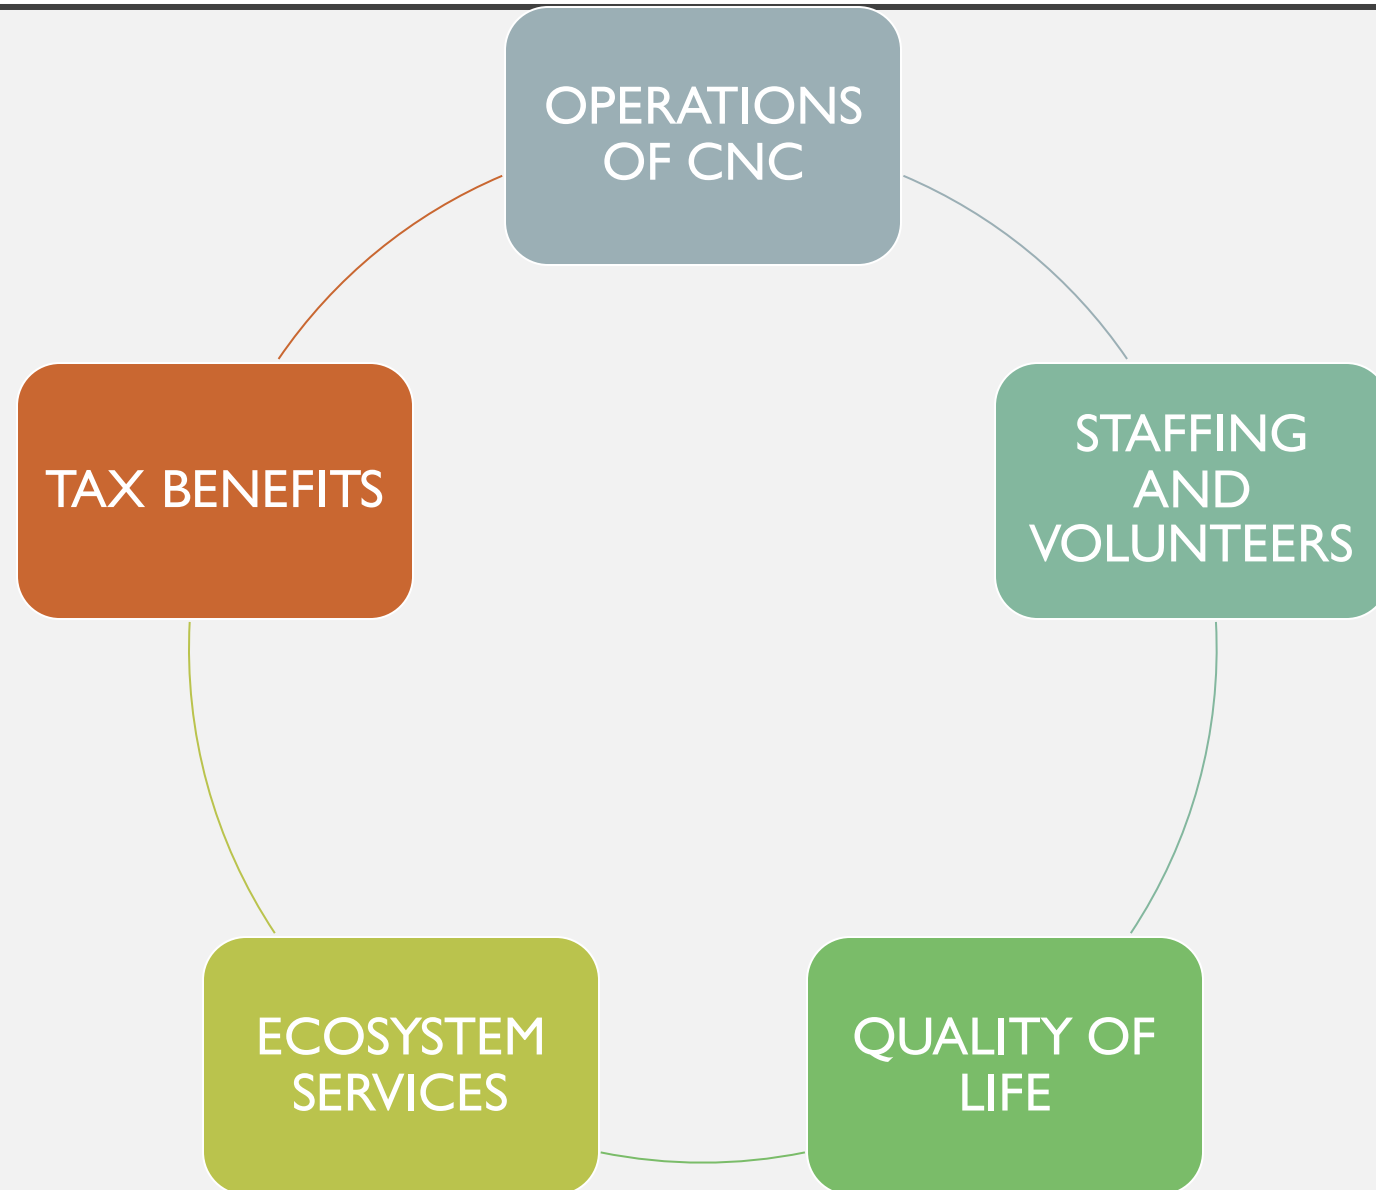 OPERATIONS
OF CNC
STAFFING
AND
VOLUNTEERS
QUALITY OF
LIFE
ECOSYSTEM
SERVICES
TAX BENEFITS